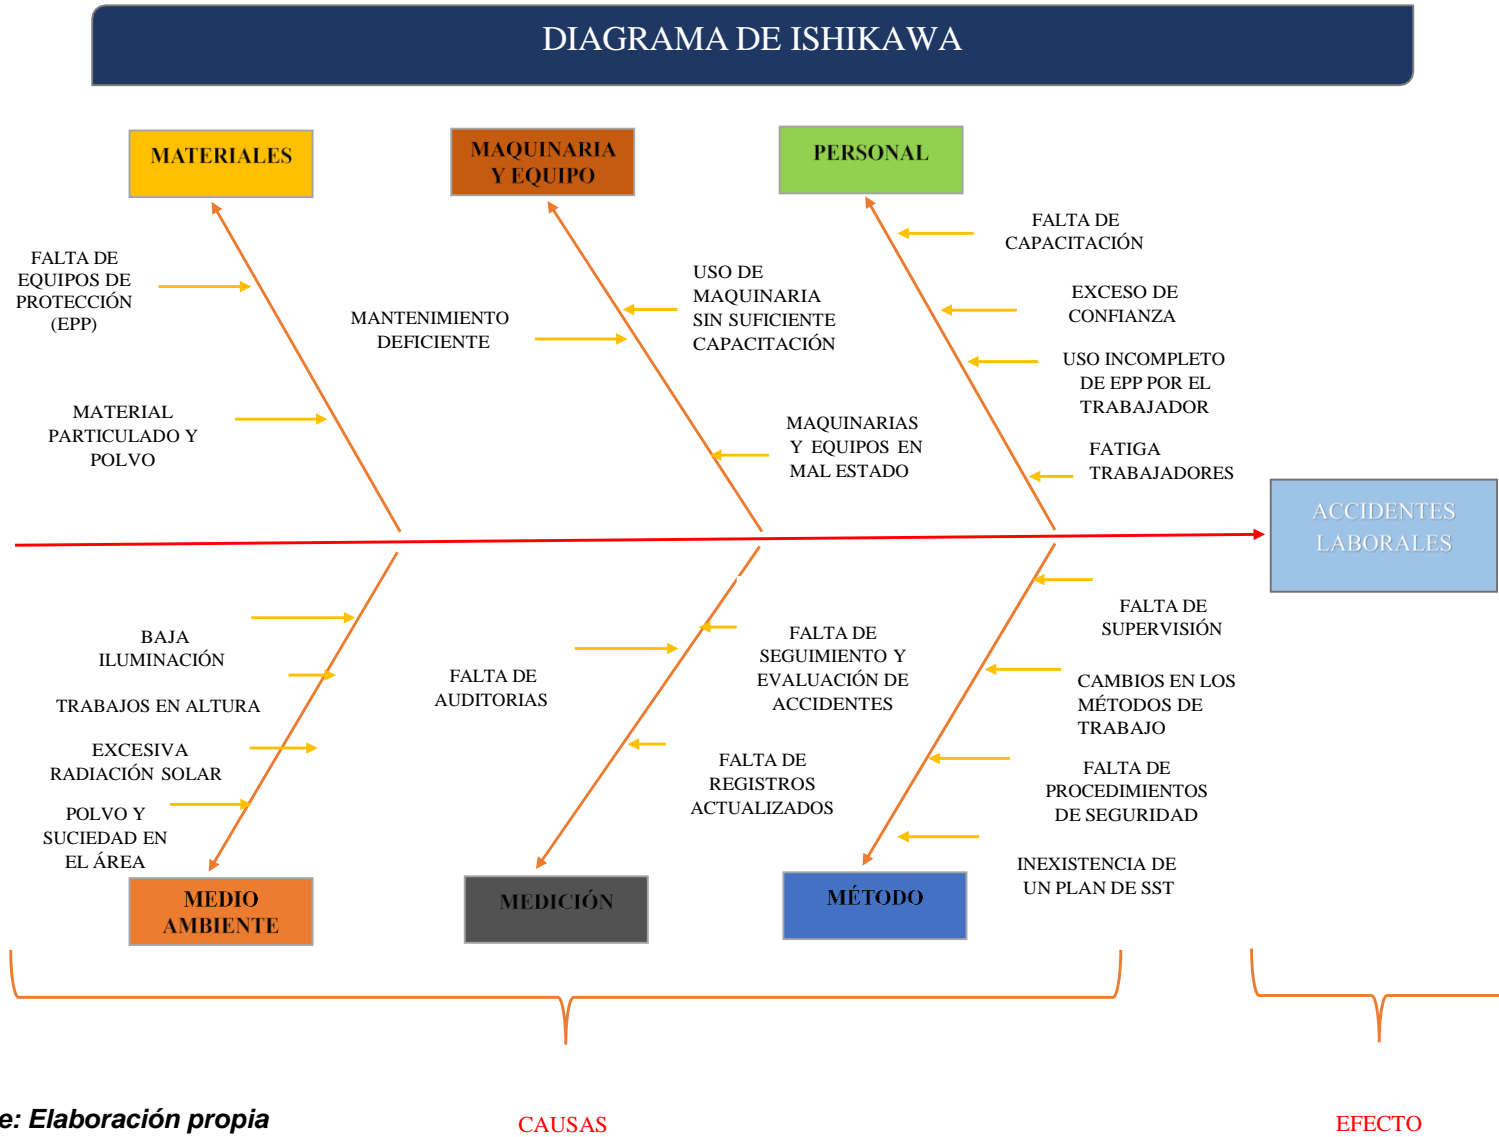 DIAGRAMA DE ISHIKAWA
MATERIALES
MAQUINARIA
Y EQUIPO
PERSONAL
FALTA DE
EQUIPOS DE
PROTECCIÓN
(EPP)
MATERIAL
PARTICULADO Y
POLVO
MANTENIMIENTO
DEFICIENTE
USO DE
MAQUINARIA
SIN SUFICIENTE
CAPACITACIÓN
MAQUINARIAS
Y EQUIPOS EN
MAL ESTADO
FALTA DE
CAPACITACIÓN
EXCESO DE
CONFIANZA
USO INCOMPLETO
DE EPP POR EL
TRABAJADOR
FATIGA
TRABAJADORES
ACCIDENTES
LABORALES
BAJA
ILUMINACIÓN
TRABAJOS EN ALTURA
EXCESIVA
RADIACIÓN SOLAR
POLVO Y
SUCIEDAD EN
EL ÁREA
FALTA DE
AUDITORIAS
FALTA DE
SEGUIMIENTO Y
EVALUACIÓN DE
ACCIDENTES
FALTA DE
REGISTROS
ACTUALIZADOS
FALTA DE
SUPERVISIÓN
CAMBIOS EN LOS
MÉTODOS DE
TRABAJO
FALTA DE
PROCEDIMIENTOS
DE SEGURIDAD
INEXISTENCIA DE
UN PLAN DE SST
MEDIO
AMBIENTE
MEDICIÓN
MÉTODO
e: Elaboración propia
CAUSAS
EFECTO